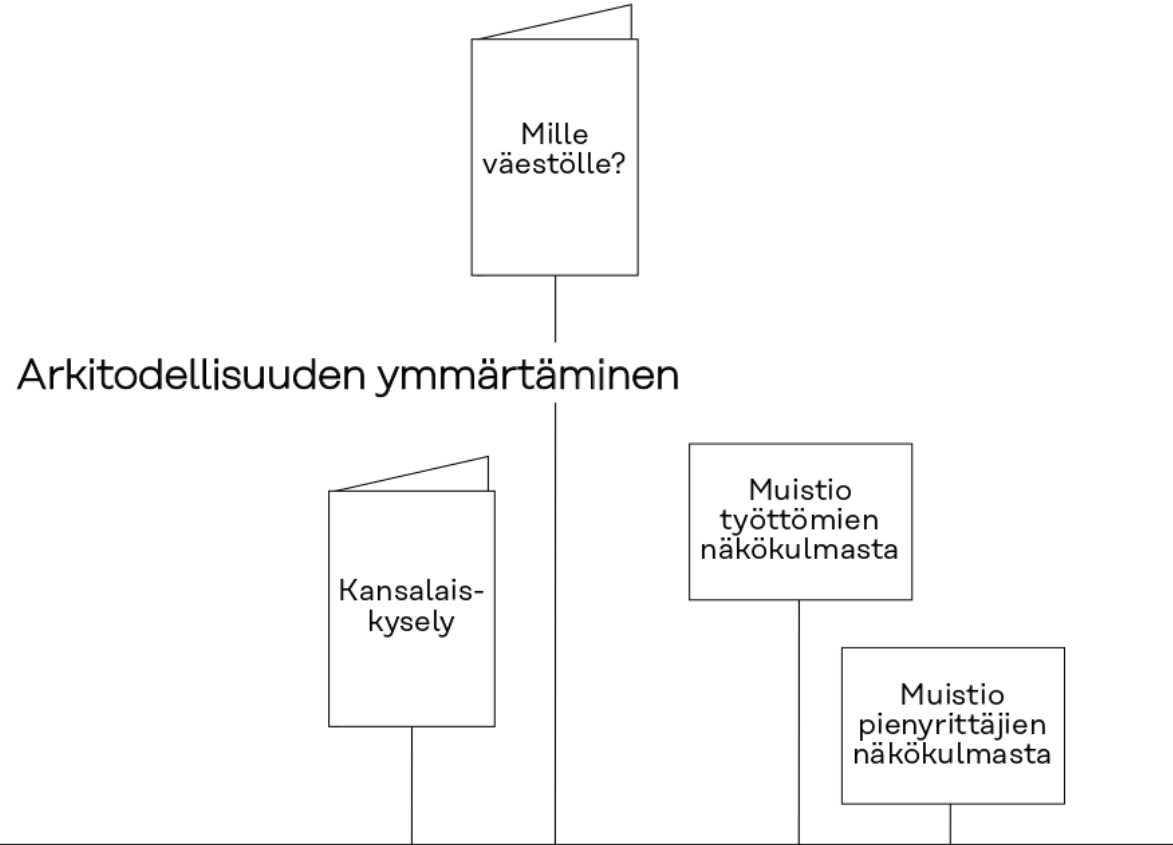 Mille
väestölle?
Arkitodellisuuden ymmärtäminen
Kansalais-
kysely
Muistio
työttömien
näkökulmasta
Muistio
pienyrittäjien
näkökulmasta